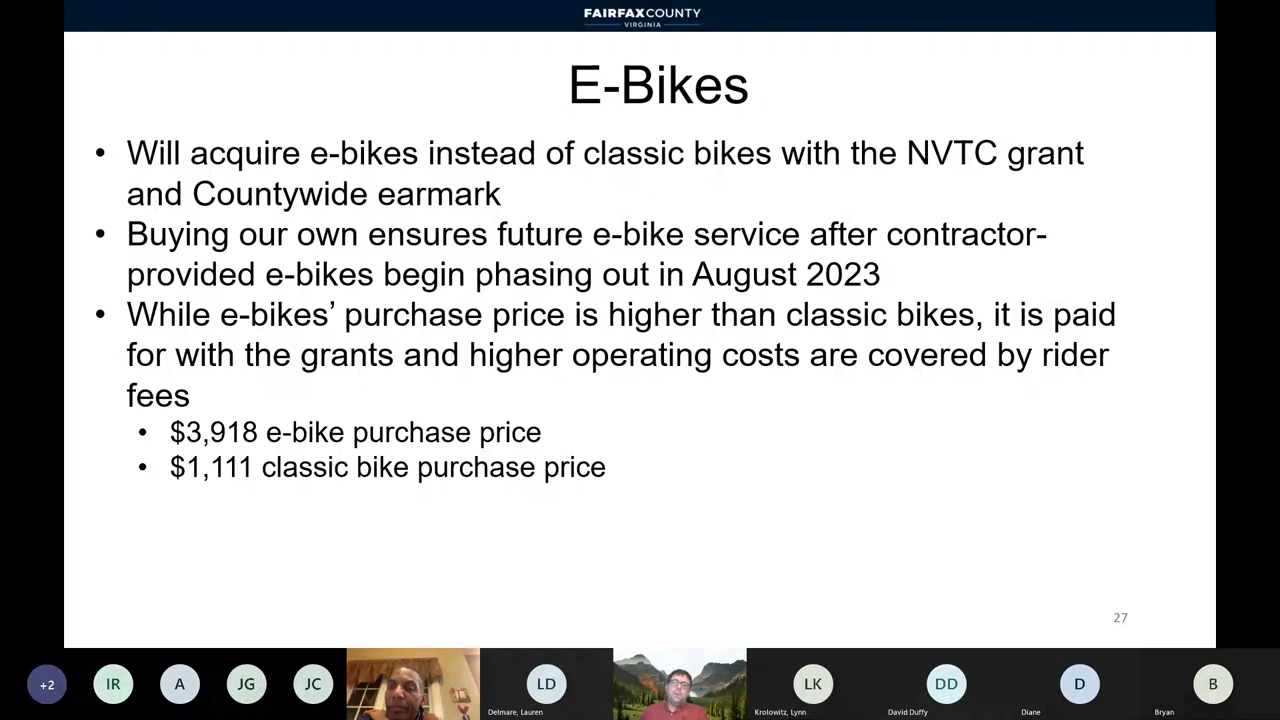 FAIRFAXCOUNTY
VIRGINIA
E-Bikes
• Will acquire e-bikes instead of classic bikes with the NVTC grant
and Countywide earmark
• Buying our own ensures future e-bike service after contractor-
provided e-bikes begin phasing out in August 2023
• While e-bikes’ purchase price is higher than classic bikes, it is paid
for with the grants and higher operating costs are covered by rider
fees
• $3,918 e-bike purchase price
• $1,111 classic bike purchase price
27
+2
IR
A
JG
JC
LD
LK
DD
D
B
Delmare, Lauren
Krolowitz, Lynn
David Duffy
Diane
Bryan